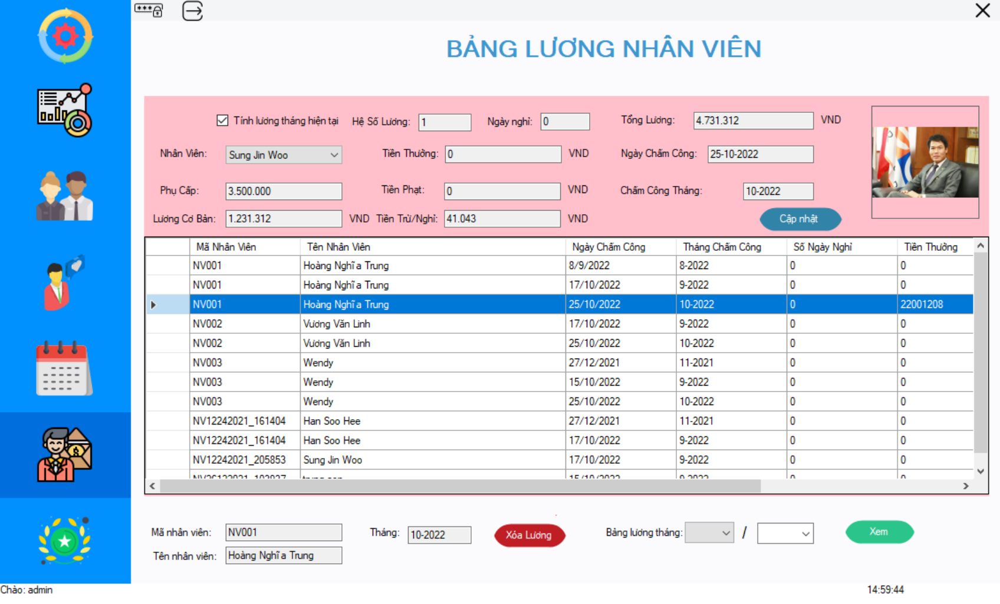 BẢNG LƯƠNG NHÂN VIÊN
Tính lương tháng hiện tại Hệ Số Lương: 1 Ngày nghỉ: 0 Tổng Lương: 4.731.312 VND
Nhân Viên: Sung Jin Woo Tiền Thưởng: 0 VND Ngày Chấm Công: 25-10-2022
Phụ Cấp: 3.500.000 Tiền Phạt: 0 VND Chấm Công Tháng: 10-2022
Lương Cơ Bản: 1.231.312 VND Tiền Trừ/Nghỉ: 41.043 VND Cập nhật
Mã Nhân Viên Tên Nhân Viên Ngày Chấm Công Tháng Chấm Công Số Ngày Nghỉ Tiền Thưởng
NV001 Hoàng Nghĩa Trung 8/9/2022 8-2022 0 0
NV001 Hoàng Nghĩa Trung 17/10/2022 9-2022 0 0
NV001 Hoàng Nghĩa Trung 25/10/2022 10-2022 0 22001208
NV002 Vương Văn Linh 17/10/2022 9-2022 0 0
NV002 Vương Văn Linh 25/10/2022 10-2022 0 0
NV003 Wendy 27/12/2021 11-2021 0 0
NV003 Wendy 15/10/2022 9-2022 0 0
NV003 Wendy 25/10/2022 10-2022 0 0
NV12242021_161404 Han Soo Hee 27/12/2021 11-2021 0 0
NV12242021_161404 Han Soo Hee 17/10/2022 9-2022 0 0
NV12242021_205853 Sung Jin Woo 17/10/2022 9-2022 0 0
15/10/2022 9-2022 0 0
Mã nhân viên: NV001 Tháng: 10-2022 Xóa Lương Bảng lương tháng: / Xem
Tên nhân viên: Hoàng Nghĩa Trung
Chào: admin 14:59:44